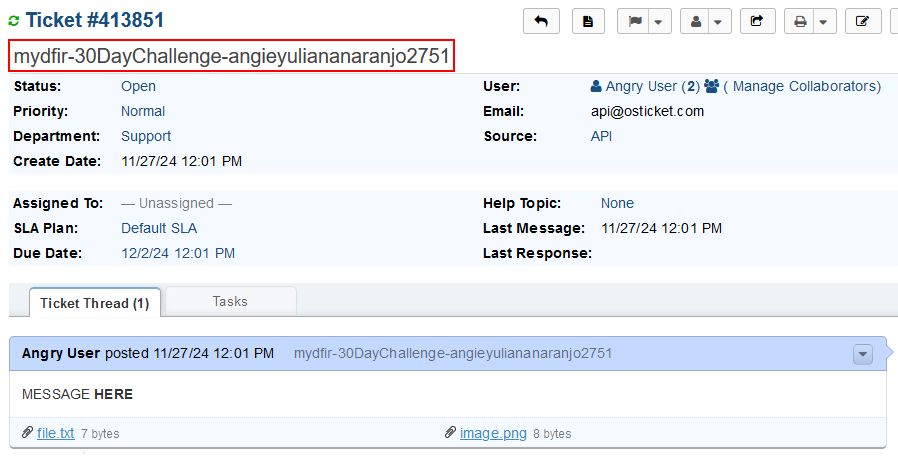 Ticket #413851
mydfir-30DayChallenge-angieyuliananaranjo2751
Status: Open
User: Angry User (2) ( Manage Collaborators)
Priority: Normal
Email: api@osticket.com
Department: Support
Source: API
Create Date: 11/27/24 12:01 PM
Assigned To: — Unassigned —
Help Topic: None
SLA Plan: Default SLA
Last Message: 11/27/24 12:01 PM
Due Date: 12/2/24 12:01 PM
Last Response:
Ticket Thread (1) Tasks
Angry User posted 11/27/24 12:01 PM mydfir-30DayChallenge-angieyuliananaranjo2751
MESSAGE HERE
file.txt 7 bytes image.png 8 bytes